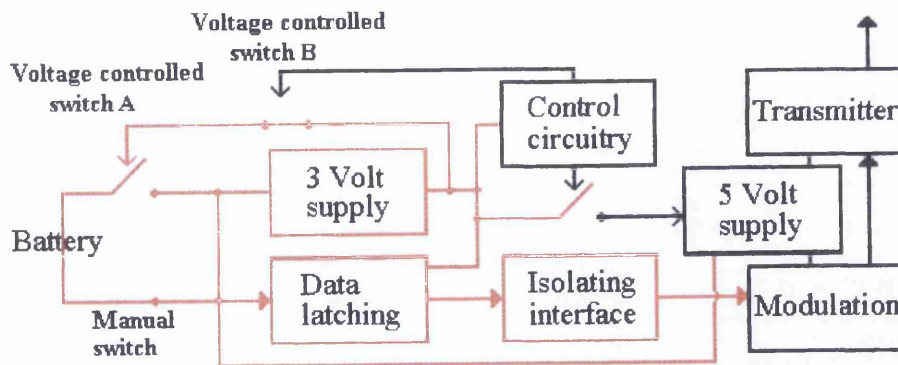 Voltage controlled
switch B
Voltage controlled
switch A
Control
circuitry
Transmitter
3 Volt
supply
5 Volt
supply
Battery
Data
latching
Isolating
interface
Modulation
Manual
switch